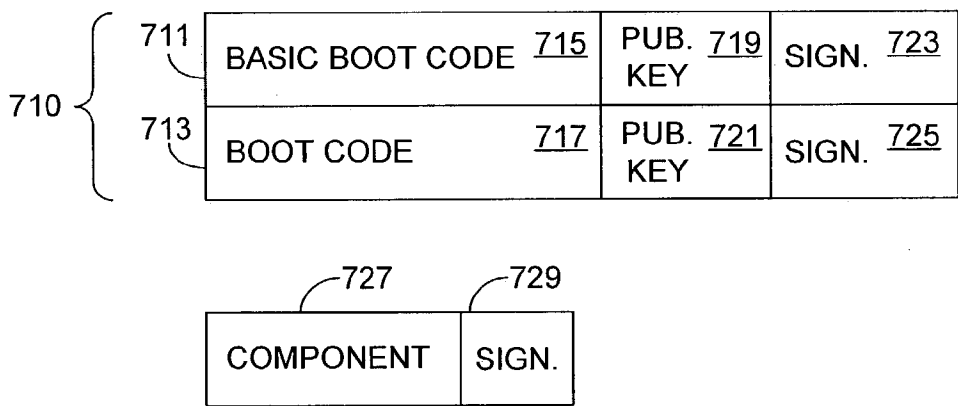 711
BASIC BOOT CODE 715 PUB. KEY 719 SIGN. 723
710
713
BOOT CODE 717 PUB. KEY 721 SIGN. 725
727 729
COMPONENT SIGN.